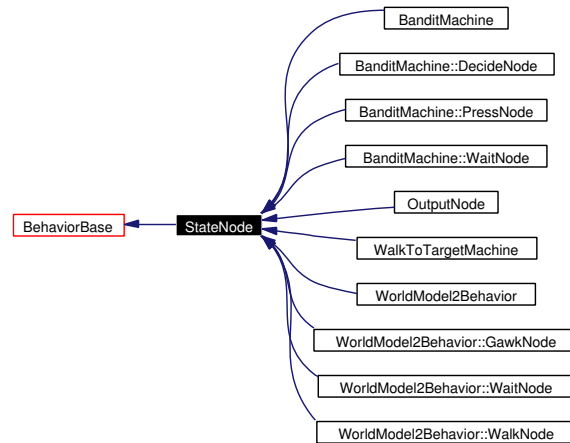 BanditMachine
BanditMachine::DecideNode
BanditMachine::PressNode
BanditMachine::WaitNode
OutputNode
BehaviorBase
StateNode
WalkToTargetMachine
WorldModel2Behavior
WorldModel2Behavior::GawkNode
WorldModel2Behavior::WaitNode
WorldModel2Behavior::WalkNode